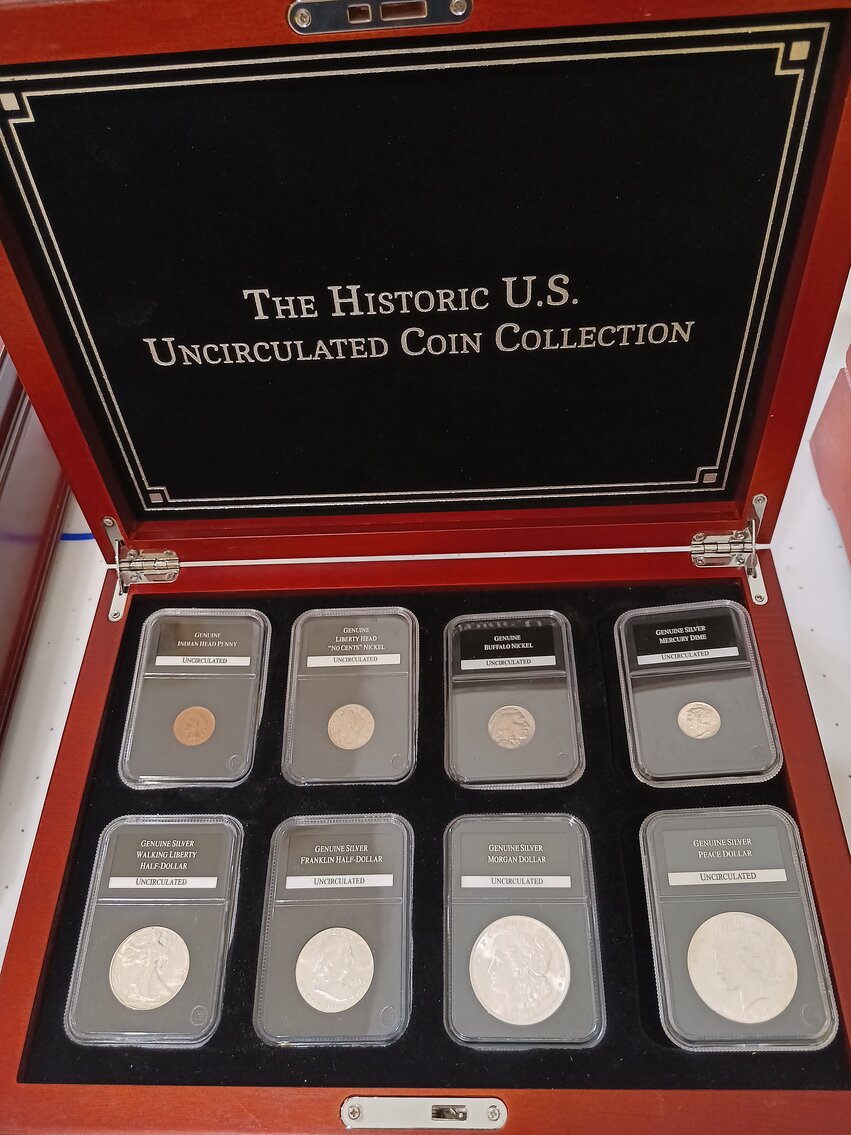 The Historic U.S.
Uncirculated Coin Collection
Genuine
Indian Head Penny
Uncirculated
Genuine
Liberty Head
"No Cents" Nickel
Uncirculated
Genuine
Buffalo Nickel
Uncirculated
Genuine Silver
Mercury Dime
Uncirculated
Genuine Silver
Walking Liberty
Half-Dollar
Uncirculated
Genuine Silver
Franklin Half-Dollar
Uncirculated
Genuine Silver
Morgan Dollar
Uncirculated
Genuine Silver
Peace Dollar
Uncirculated